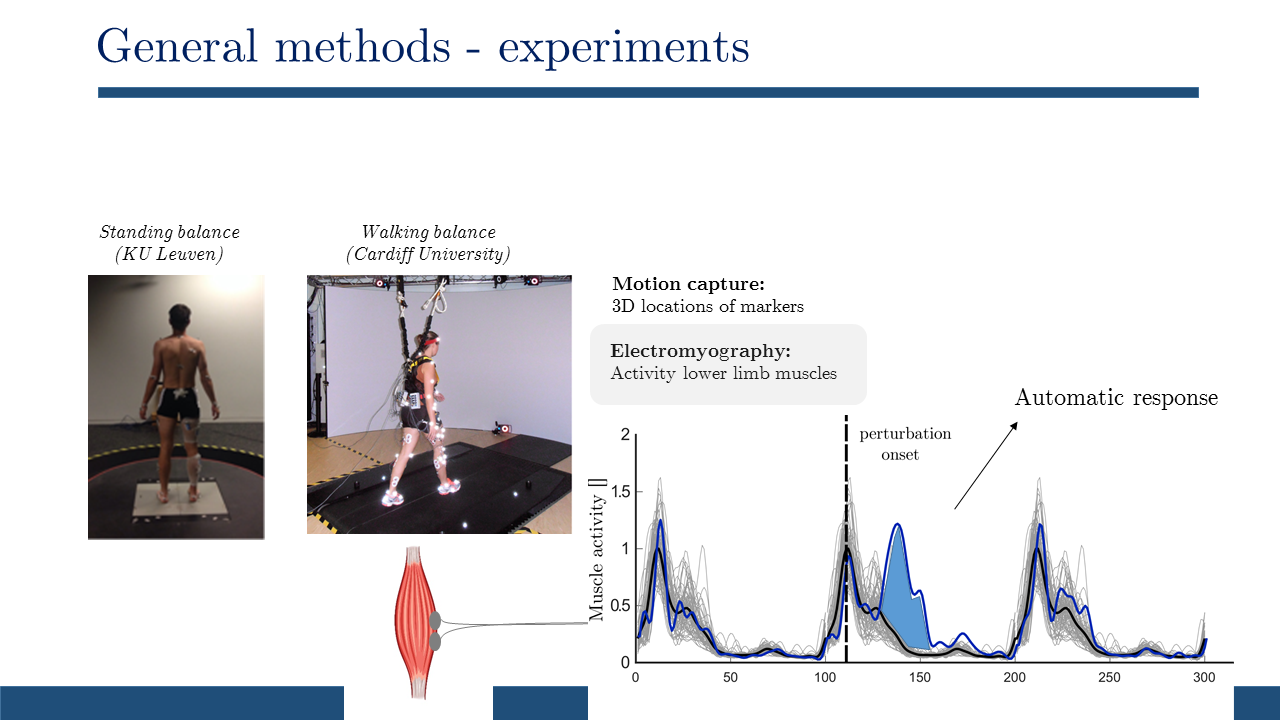 General methods - experiments
Standing balance
(KU Leuven)
Walking balance
(Cardiff University)
Motion capture:
3D locations of markers
Electromyography:
Activity lower limb muscles
Automatic response
perturbation
onset
Muscle activity []
2
1.5
1
0.5
0
0 50 100 150 200 250 300